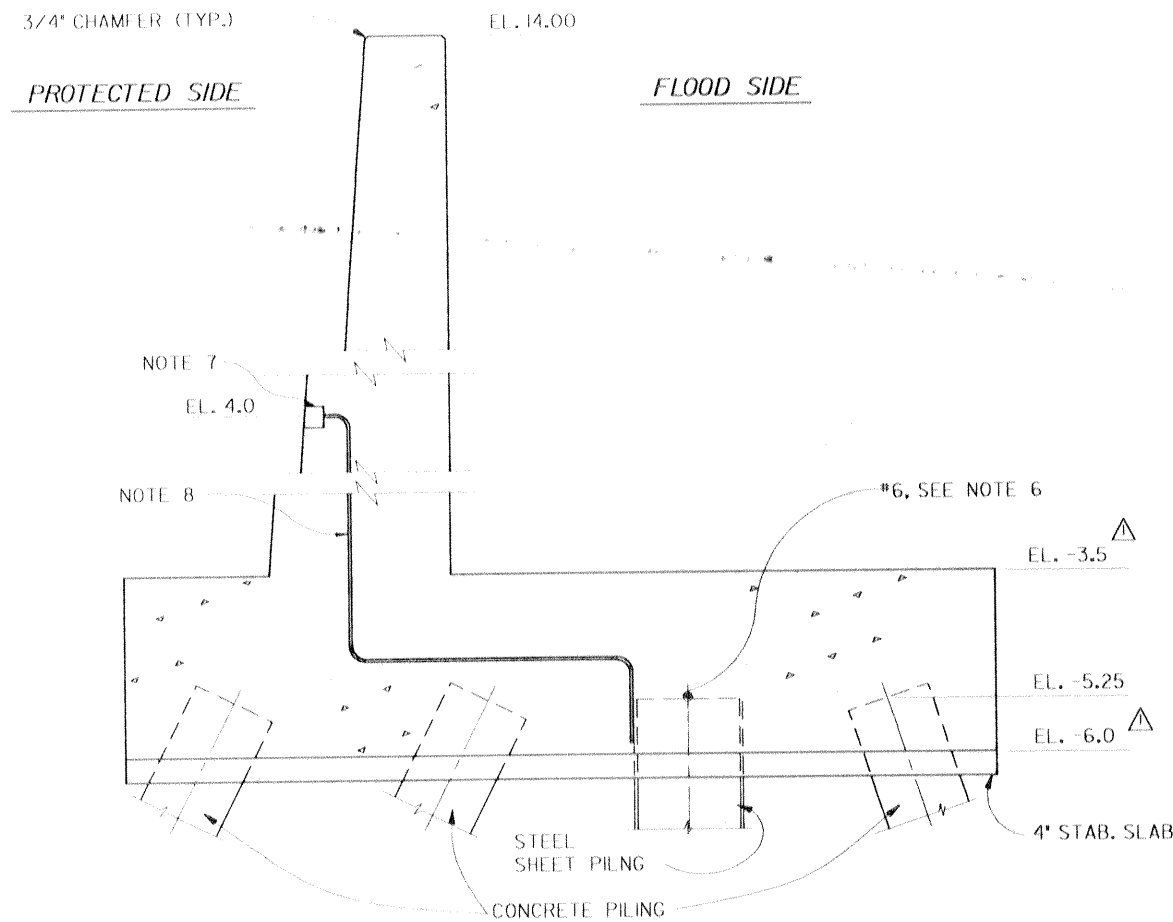 3/4" CHAMFER (TYP.)
EL. 14.00
PROTECTED SIDE
FLOOD SIDE
NOTE 7
EL. 4.0
NOTE 8
#6, SEE NOTE 6
1
EL. -3.5
EL. -5.25
1
EL. -6.0
4" STAB. SLAB
STEEL
SHEET PILNG
CONCRETE PILING